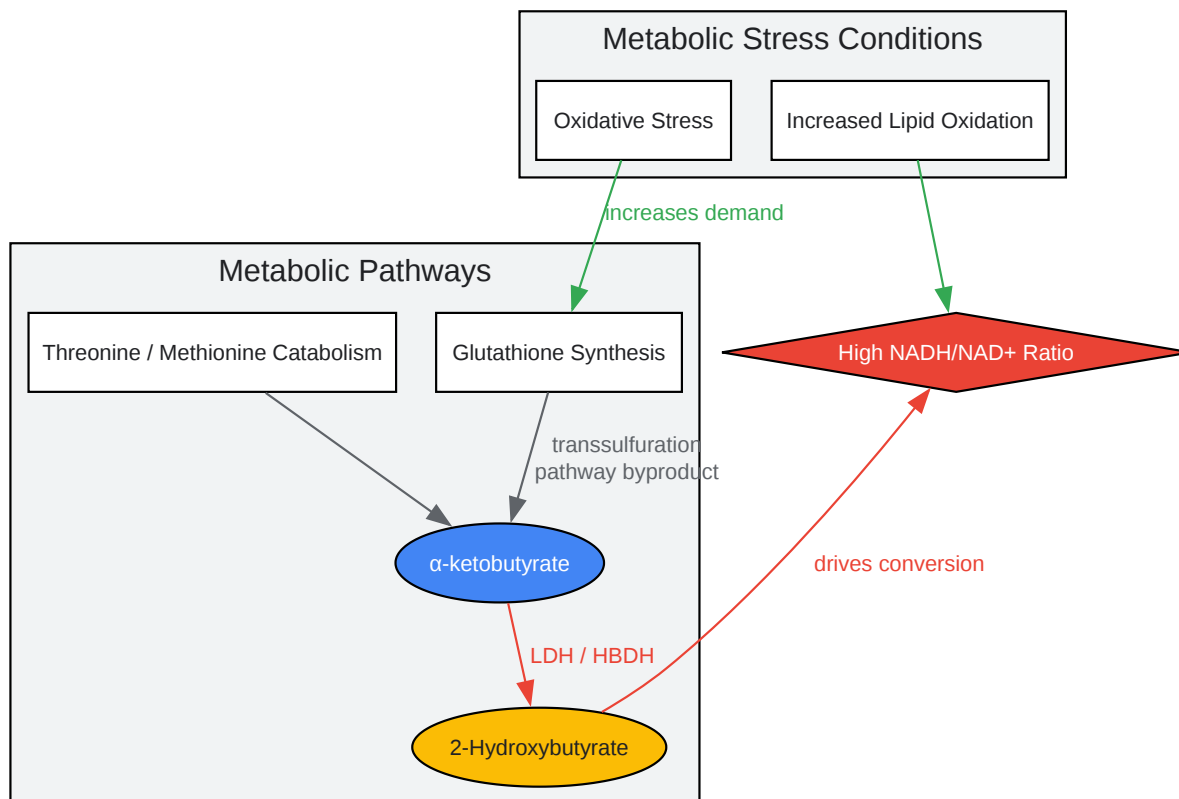 Metabolic Stress Conditions
Oxidative Stress
Increased Lipid Oxidation
increases demand
Metabolic Pathways
Threonine / Methionine Catabolism
Glutathione Synthesis
High NADH/NAD+ Ratio
transsulfuration
pathway byproduct
α-ketobutyrate
drives conversion
LDH / HBDH
2-Hydroxybutyrate